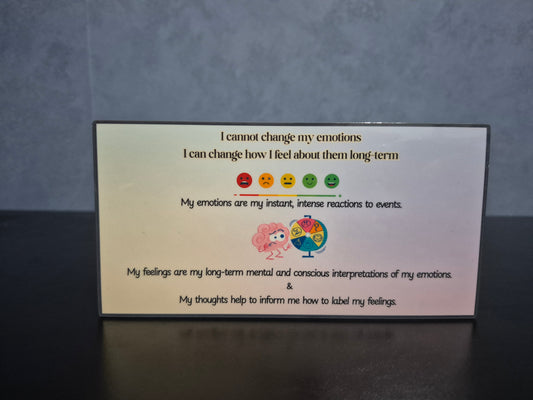 I cannot change my emotions
I can change how I feel about them long-term
My emotions are my instant, intense reactions to events.
My feelings are my long-term mental and conscious interpretations of my emotions.
&
My thoughts help to inform me how to label my feelings.